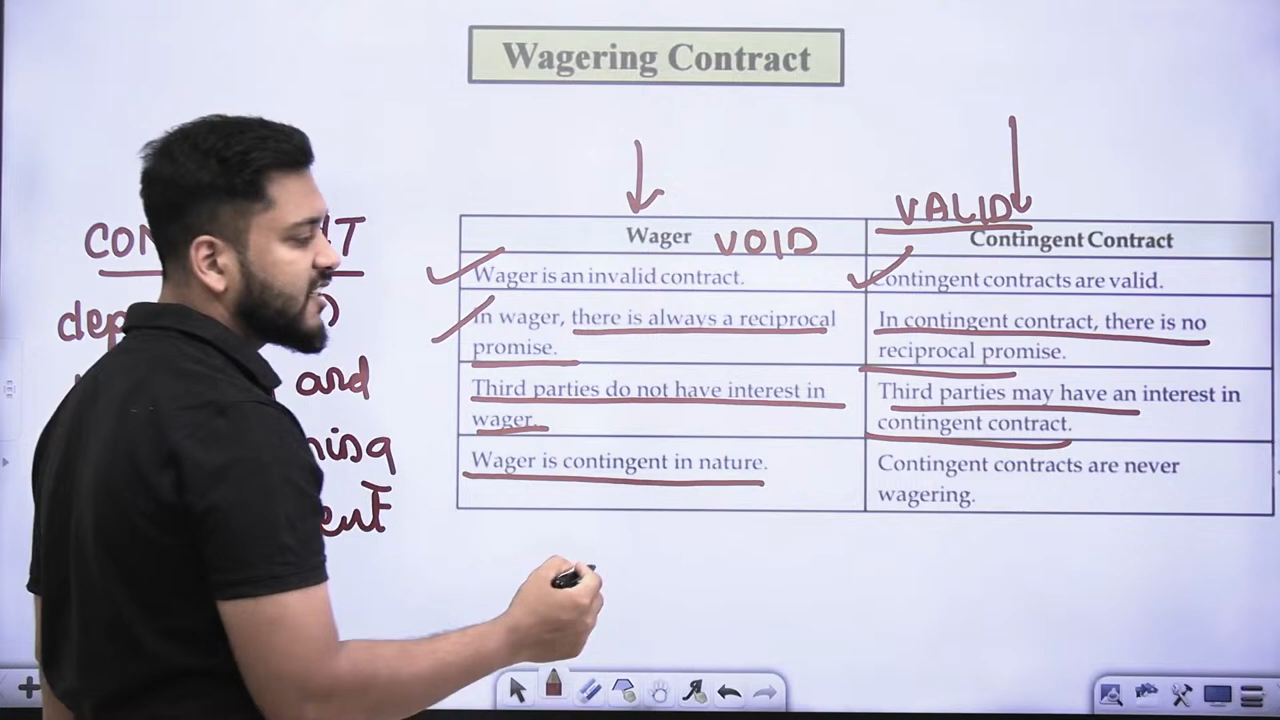 Wagering Contract
VALID
Wager VOID
Contingent Contract
Wager is an invalid contract.
Contingent contracts are valid.
In wager, there is always a reciprocal
promise.
In contingent contract, there is no
reciprocal promise.
Third parties do not have interest in
wager.
Third parties may have an interest in
contingent contract.
Wager is contingent in nature.
Contingent contracts are never
wagering.
and